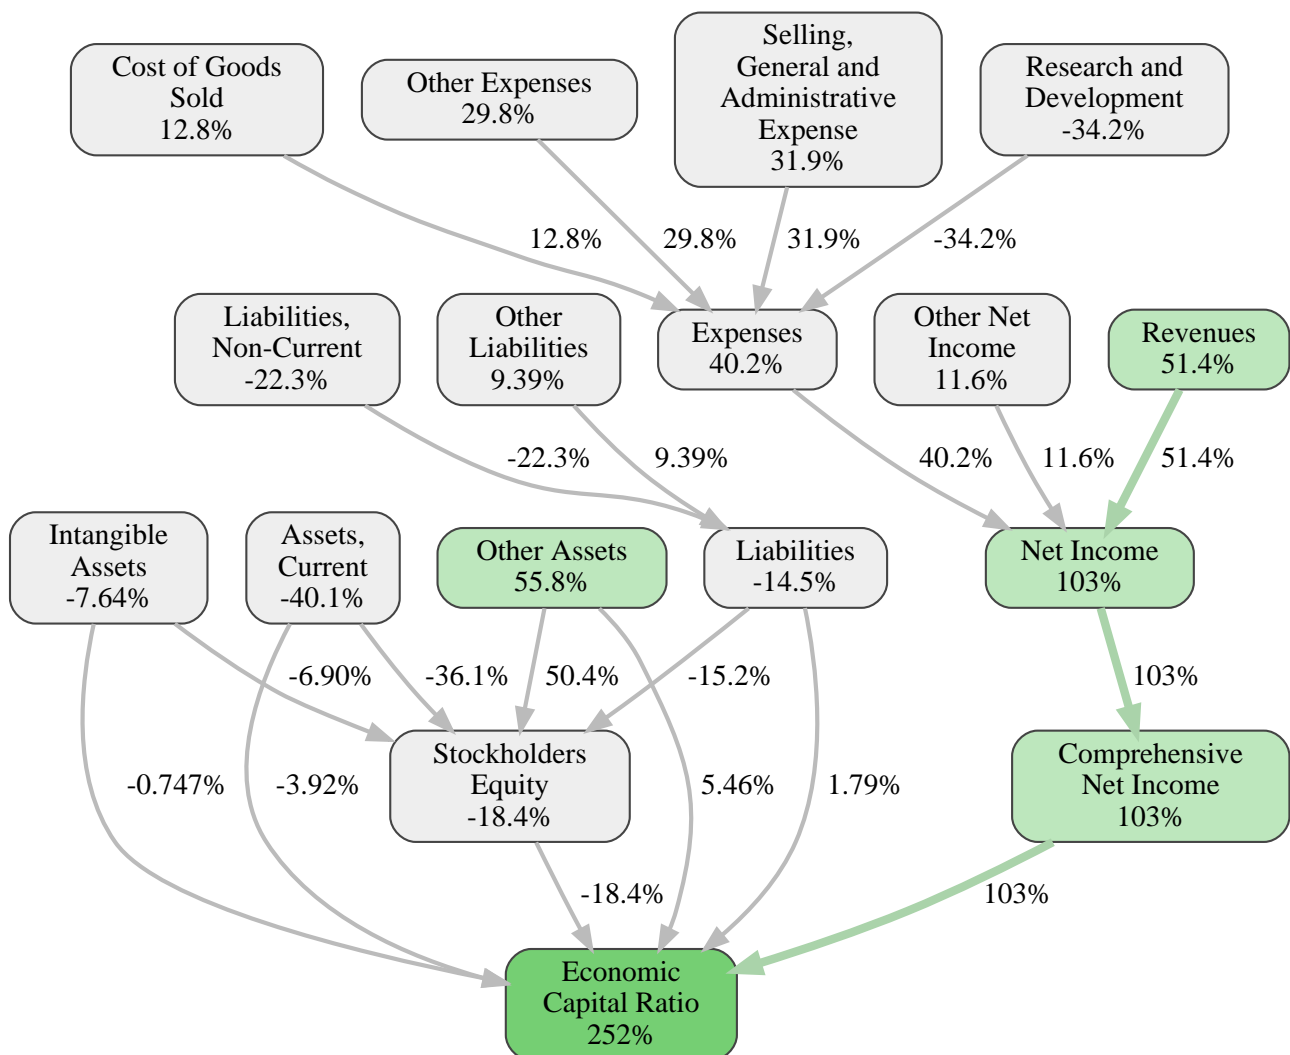 Cost of Goods
Sold
12.8%
Other Expenses
29.8%
Selling,
General and
Administrative
Expense
31.9%
Research and
Development
-34.2%
12.8%
29.8%
31.9%
-34.2%
Liabilities,
Non-Current
-22.3%
Other
Liabilities
9.39%
Expenses
40.2%
Other Net
Income
11.6%
Revenues
51.4%
-22.3%
9.39%
40.2%
11.6%
51.4%
Intangible
Assets
-7.64%
Assets,
Current
-40.1%
Other Assets
55.8%
Liabilities
-14.5%
Net Income
103%
-6.90%
-36.1%
50.4%
-15.2%
103%
Stockholders
Equity
-18.4%
Comprehensive
Net Income
103%
-0.747%
-3.92%
5.46%
1.79%
-18.4%
103%
Economic
Capital Ratio
252%